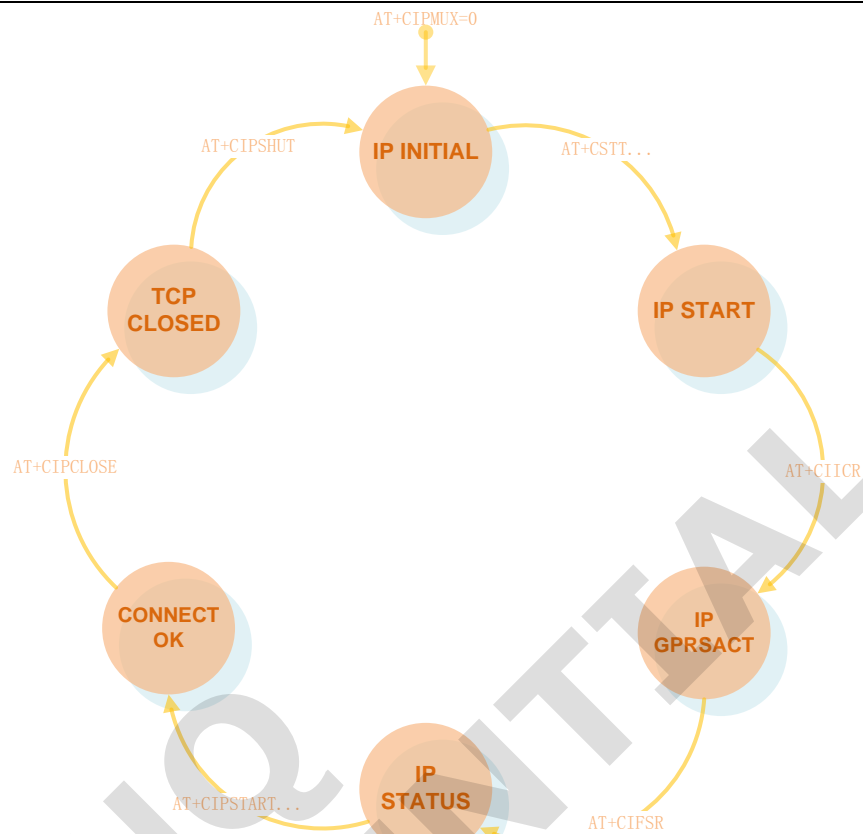 AT+CIPMUX=0
AT+CIPSHUT
IP INITIAL
AT+CSTT...
TCP
CLOSED
IP START
AT+CIPCLOSE
AT+CIICR
CONNECT
OK
IP
GPRSACT
IP
STATUS
AT+CIPSTART...
AT+CIFSR